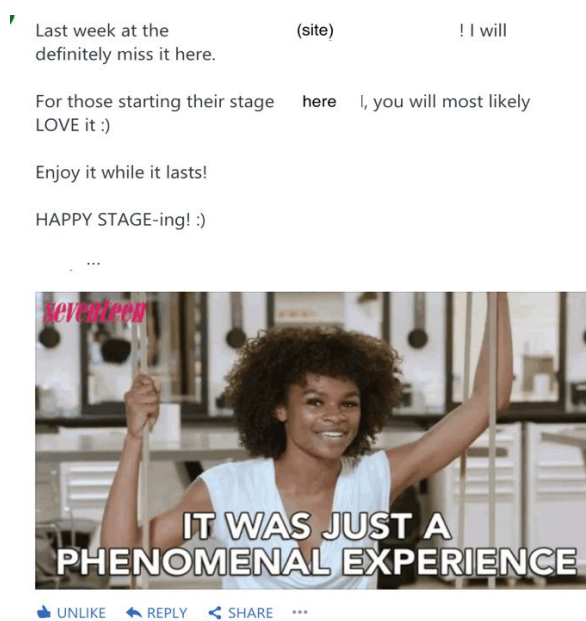 Last week at the (site) ! I will
definitely miss it here.
For those starting their stage here l, you will most likely
LOVE it :)
Enjoy it while it lasts!
HAPPY STAGE-ing! :)
...
seventeen
IT WAS JUST A
PHENOMENAL EXPERIENCE
UNLIKE REPLY SHARE ...